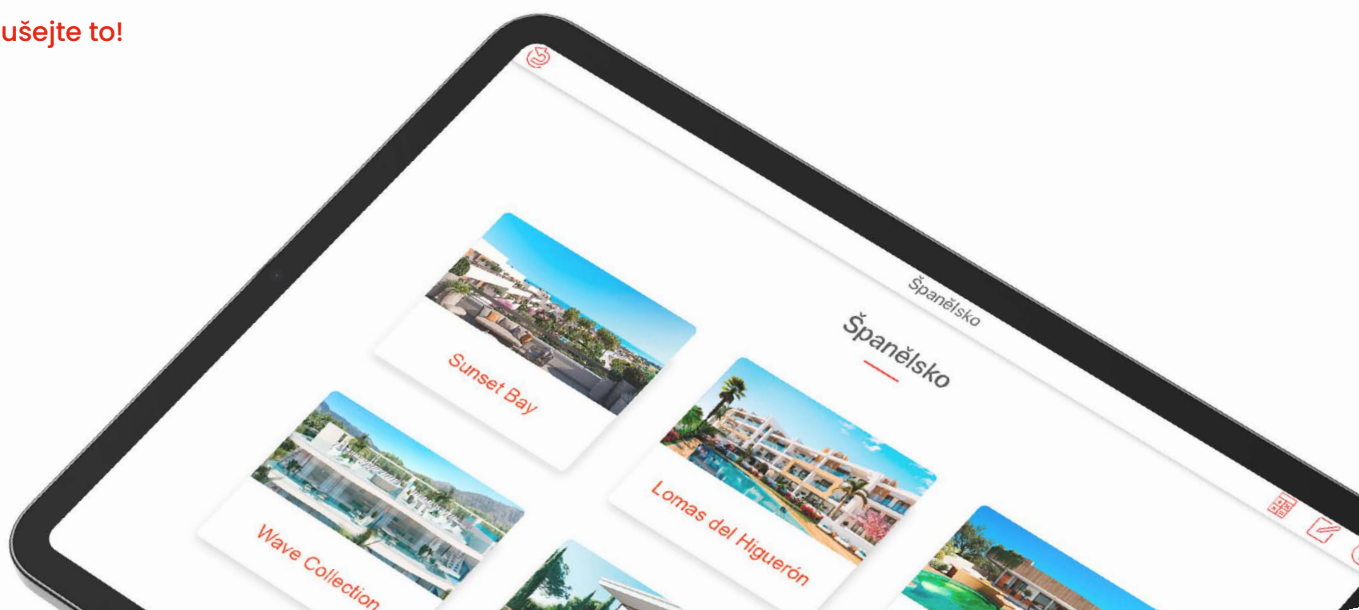 ušejte to!
Španělsko
Španělsko
Sunset Bay
Lomas del Higuerón
Wave Collection